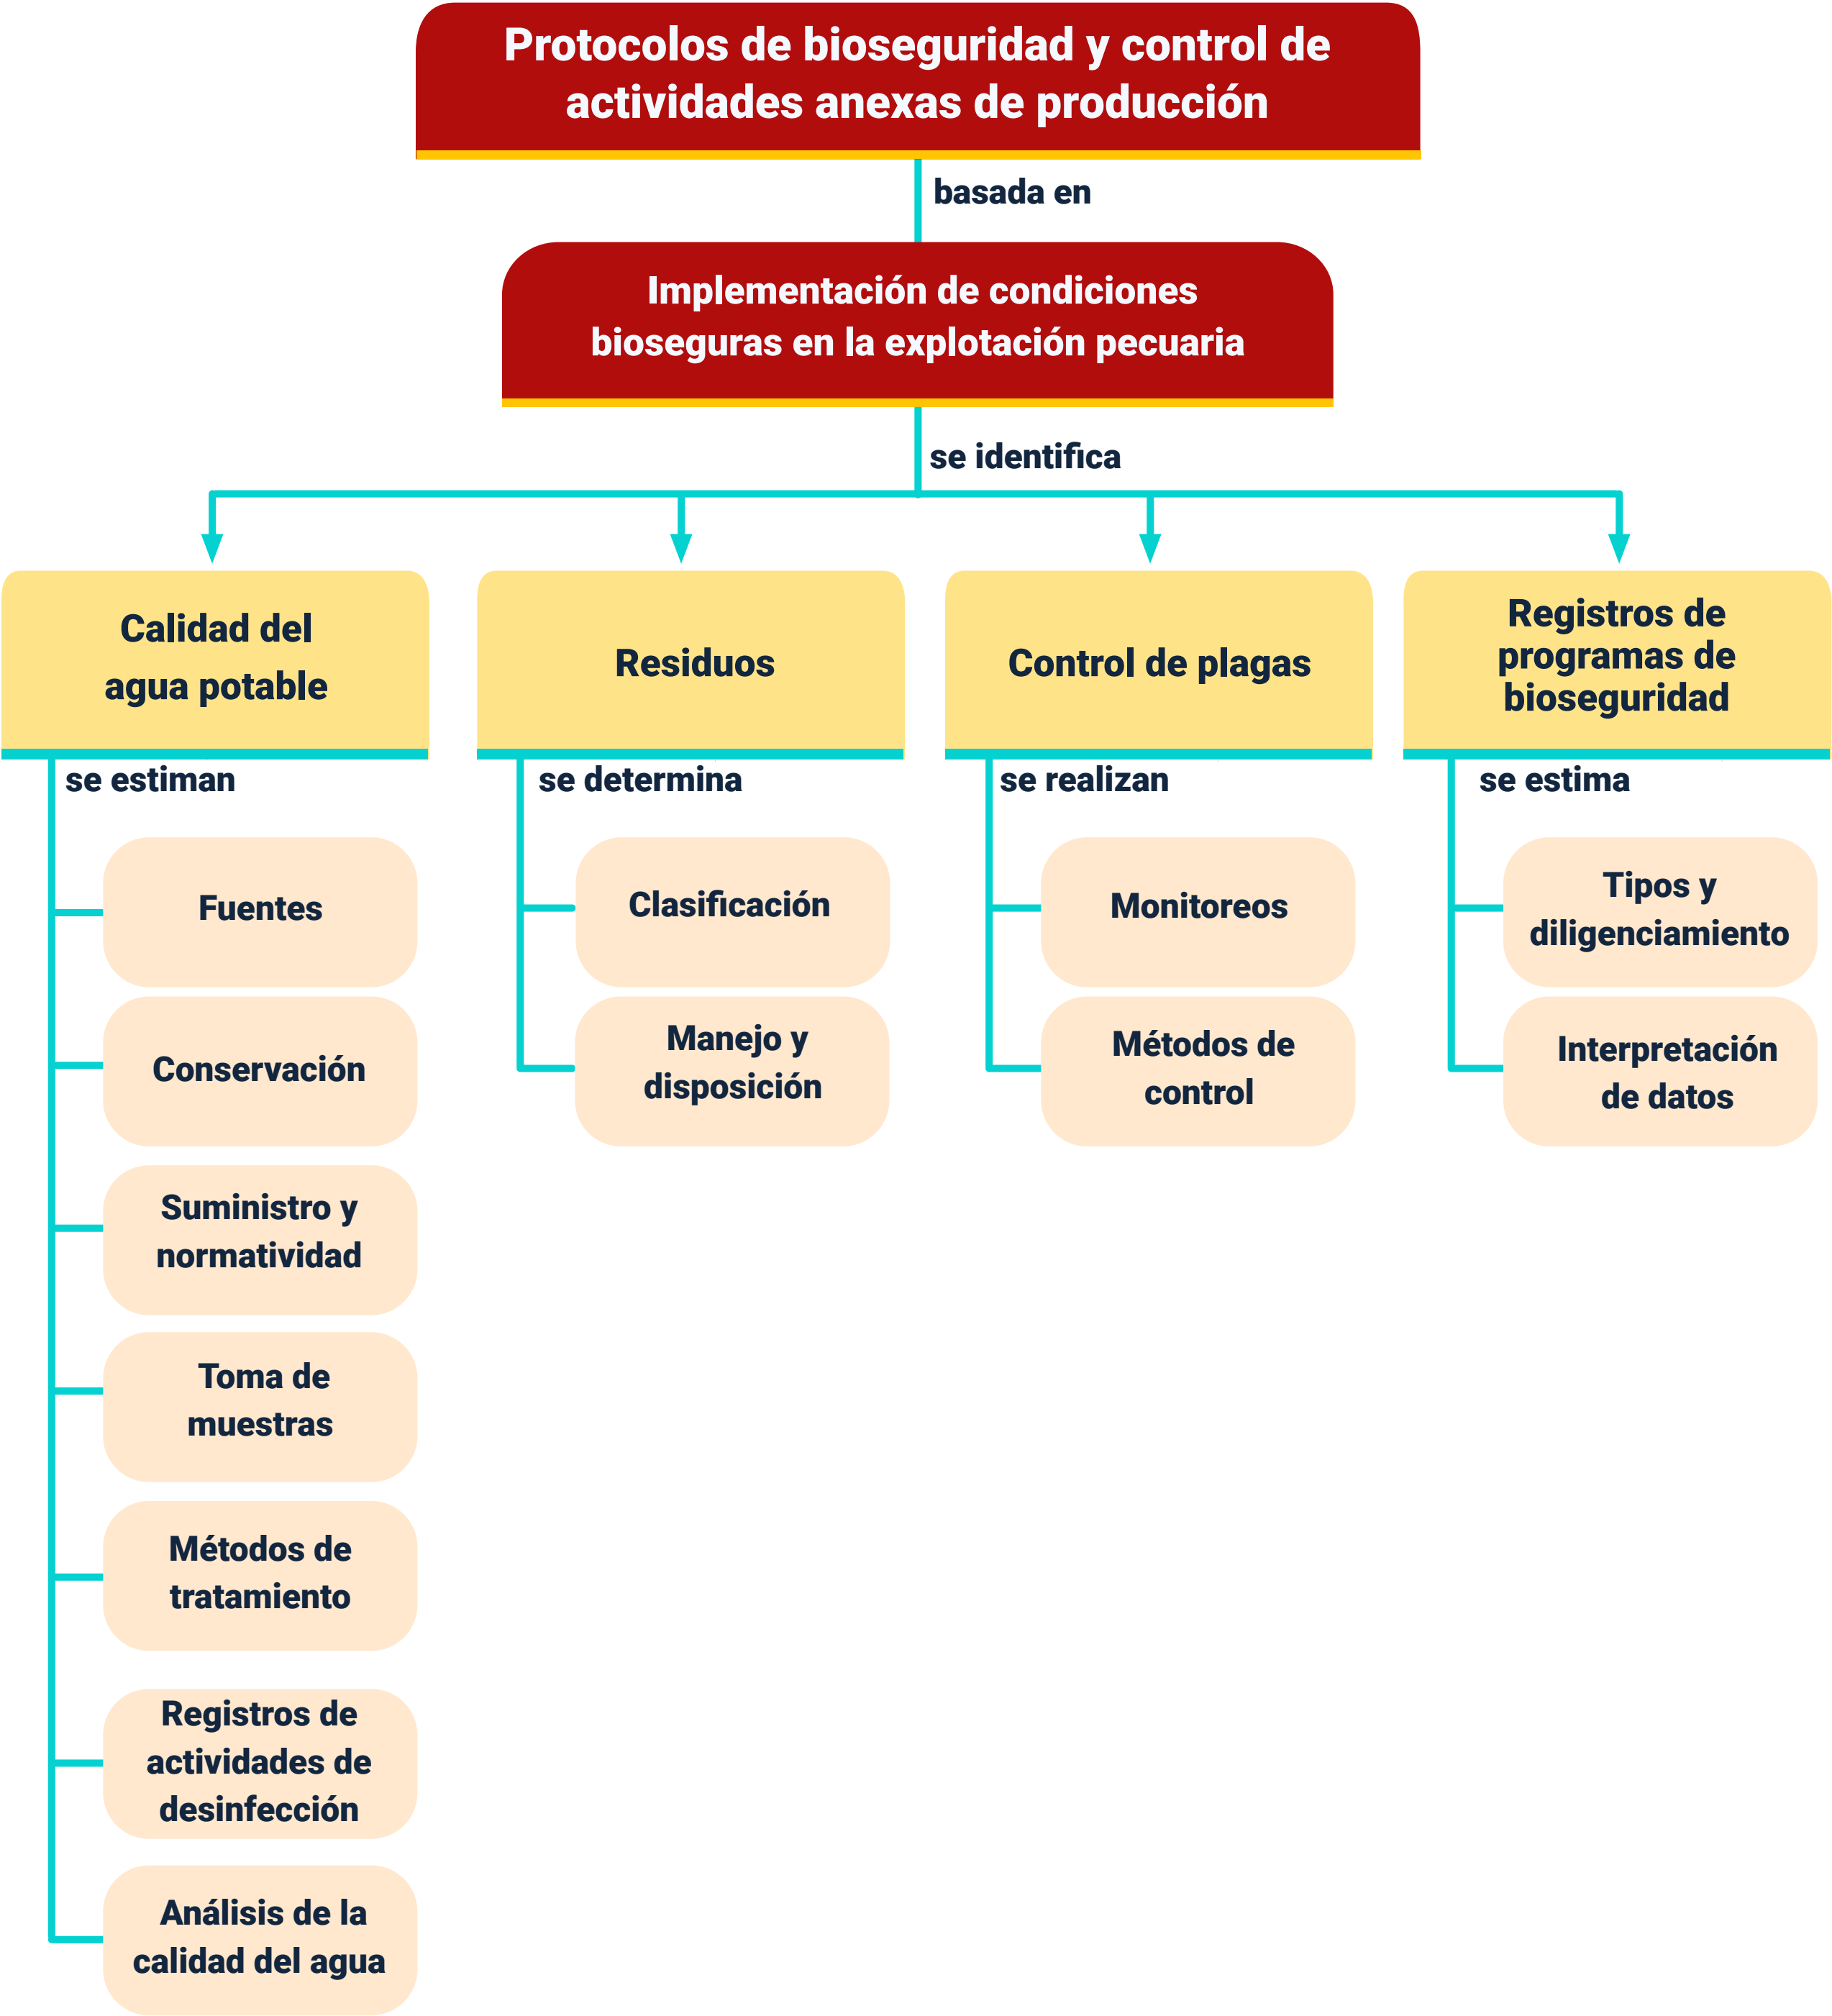 Protocolos de bioseguridad y control de
actividades anexas de producción
basada en
Implementación de condiciones
bioseguras en la explotación pecuaria
se identifica
Calidad del
agua potable
se estiman
Fuentes
Conservación
Suministro y
normatividad
Toma de
muestras
Métodos de
tratamiento
Registros de
actividades de
desinfección
Análisis de la
calidad del agua
Residuos
se determina
Clasificación
Manejo y
disposición
Control de plagas
se realizan
Monitoreos
Métodos de
control
Registros de
programas de
bioseguridad
se estima
Tipos y
diligenciamiento
Interpretación
de datos